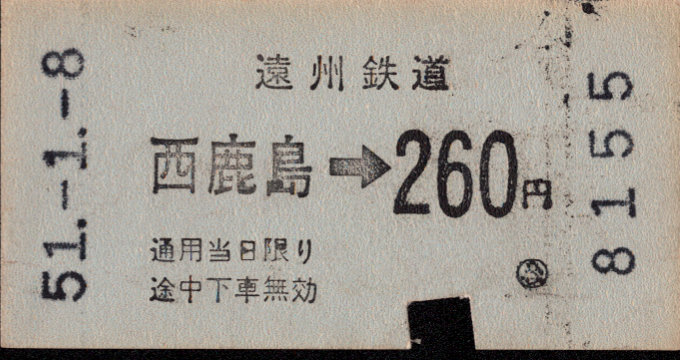 遠州鉄道
西鹿島➡260円
通用当日限り
途中下車無効
51.-1.-8
8155